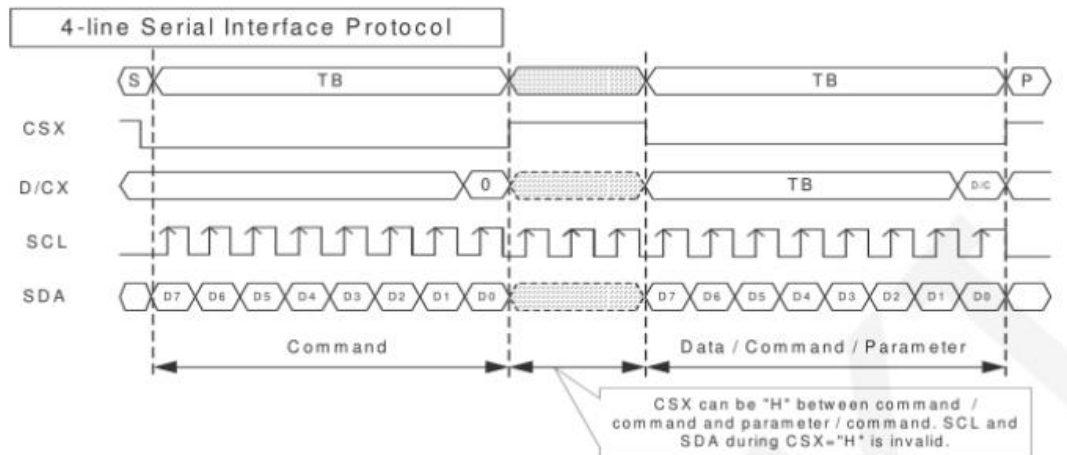 4-line Serial Interface Protocol
S TB TB P
CSX
D/CX 0 TB D/C
SCL
SDA D7 D6 D5 D4 D3 D2 D1 D0 D7 D6 D5 D4 D3 D2 D1 D0
Command Data / Command / Parameter
CSX can be "H" between command /
command and parameter / command. SCL and
SDA during CSX="H" is invalid.